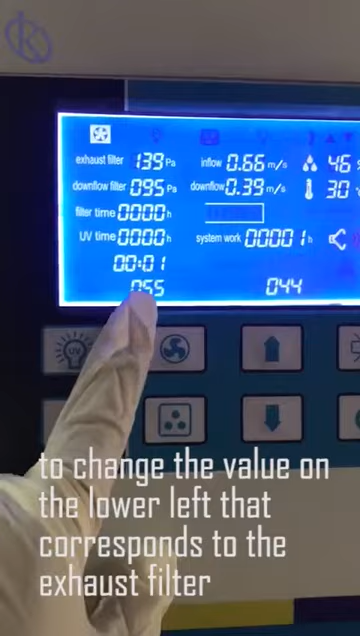 exhaust filter 139 Pa inflow 0.66 m/s 46
downflow filter 095 Pa downflow 0.39 m/s 30
filter time 0000 h
UV time 0000 h system work 00001 h
00:01
055 044
UV
to change the value on
the lower left that
corresponds to the
exhaust filter